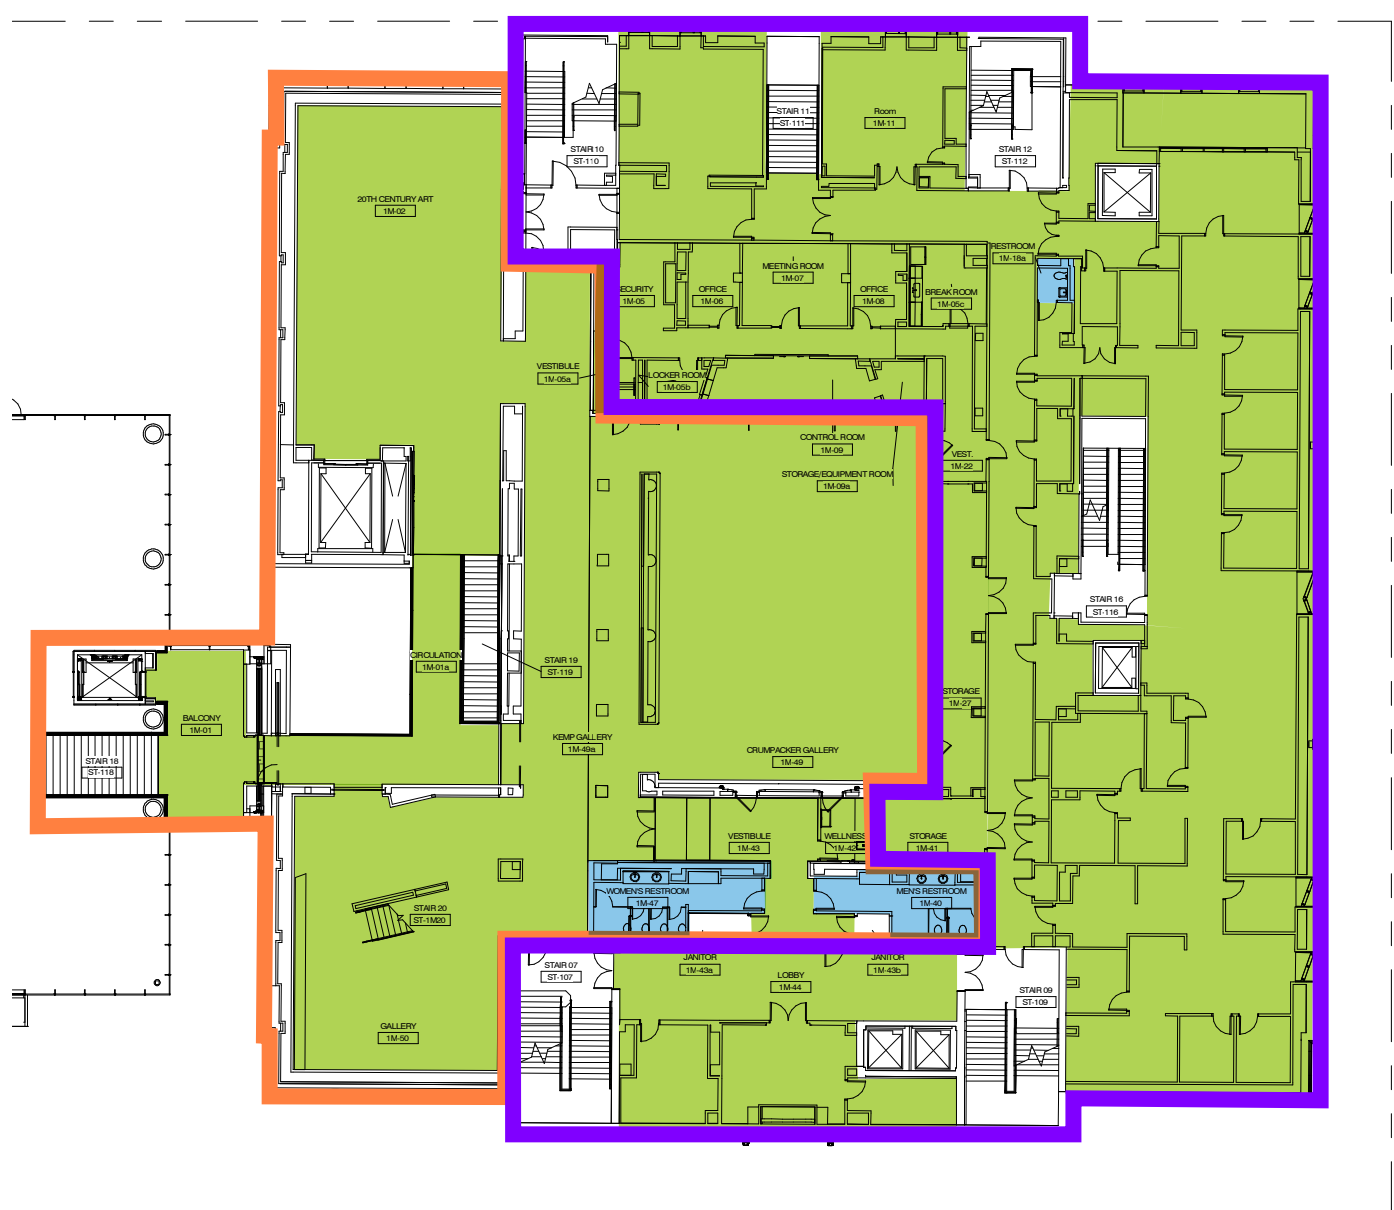 STAIR 11
ST-111
Room
1M-11
STAIR 10
ST-110
STAIR 12
ST-112
20TH CENTURY ART
1M-02
RESTROOM
1M-18a
MEETING ROOM
1M-07
ECURITY
1M-05
OFFICE
1M-06
OFFICE
1M-08
BREAK ROOM
1M-05c
VESTIBULE
1M-05a
LOCKER ROOM
1M-05b
CONTROL ROOM
1M-09
VEST.
1M-22
STORAGE/EQUIPMENT ROOM
1M-09a
STAIR 16
ST-116
CIRCULATION
1M-01a
STAIR 19
ST-119
STORAGE
1M-27
BALCONY
1M-01
KEMP GALLERY
1M-49a
CRUMPACKER GALLERY
1M-49
STAIR 18
ST-118
VESTIBULE
1M-43
WELLNESS
1M-42
STORAGE
1M-41
WOMEN'S RESTROOM
1M-47
MEN'S RESTROOM
1M-40
STAIR 20
ST-1M20
JANITOR
1M-43a
JANITOR
1M-43b
STAIR 07
ST-107
LOBBY
1M-44
STAIR 09
ST-109
GALLERY
1M-50